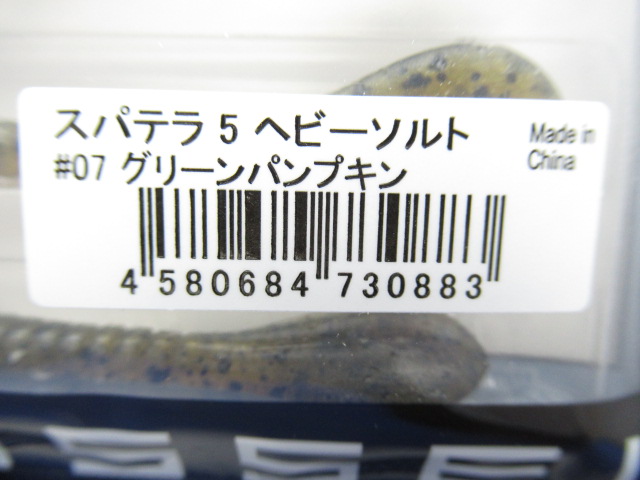 スパテラ 5 ヘビーソルト
#07 グリーンパンプキン
Made in
China
4 580684 730883